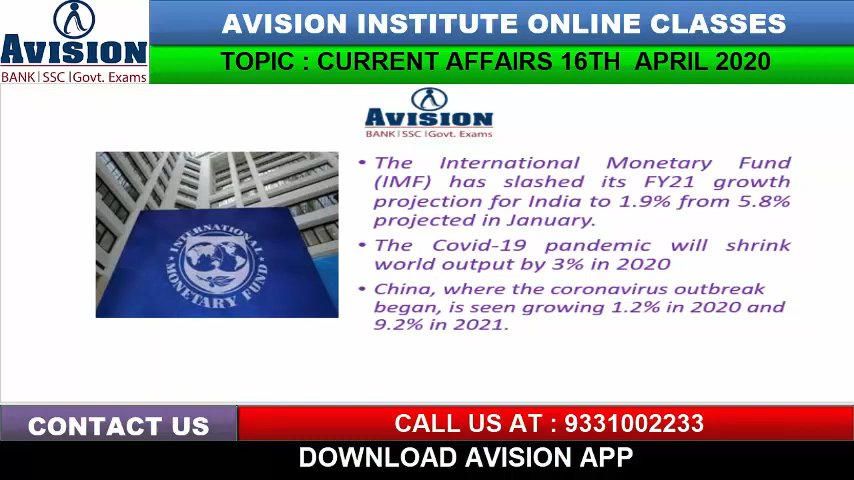 AVISION
BANK|SSC|Govt. Exams
AVISION INSTITUTE ONLINE CLASSES
TOPIC : CURRENT AFFAIRS 16TH APRIL 2020
AVISION
BANK|SSC|Govt. Exams
INTERNATIONAL
MONETARY FUND
• The International Monetary Fund
(IMF) has slashed its FY21 growth
projection for India to 1.9% from 5.8%
projected in January.
• The Covid-19 pandemic will shrink
world output by 3% in 2020
• China, where the coronavirus outbreak
began, is seen growing 1.2% in 2020 and
9.2% in 2021.
CONTACT US
CALL US AT : 9331002233
DOWNLOAD AVISION APP